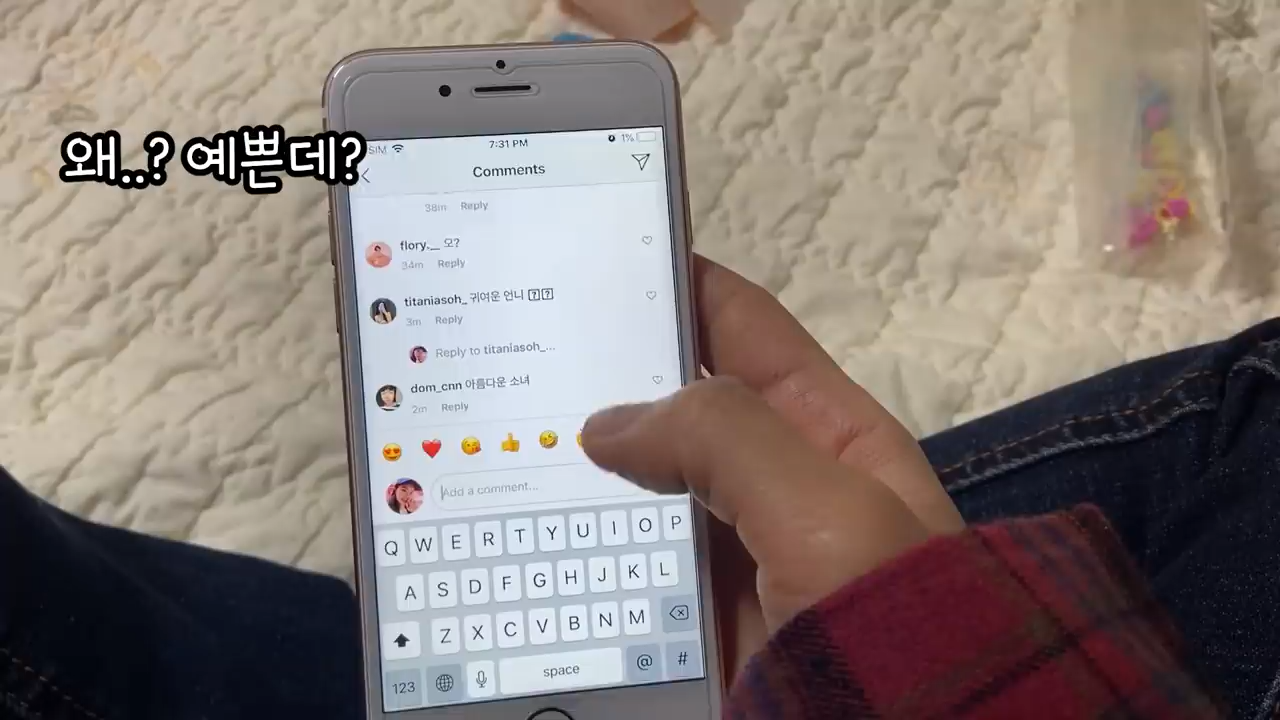 왜..? 예쁜데?
SIM 7:31 PM 1%
Comments
38m Reply
flory.__ 오?
34m Reply
titaniasoh_ 귀여운 언니 ⍰⍰
3m Reply
Reply to titaniasoh_...
dom_cnn 아름다운 소녀
2m Reply
Add a comment...
Q W E R T Y U I O P
A S D F G H J K L
Z X C V B N M
123 space @ #